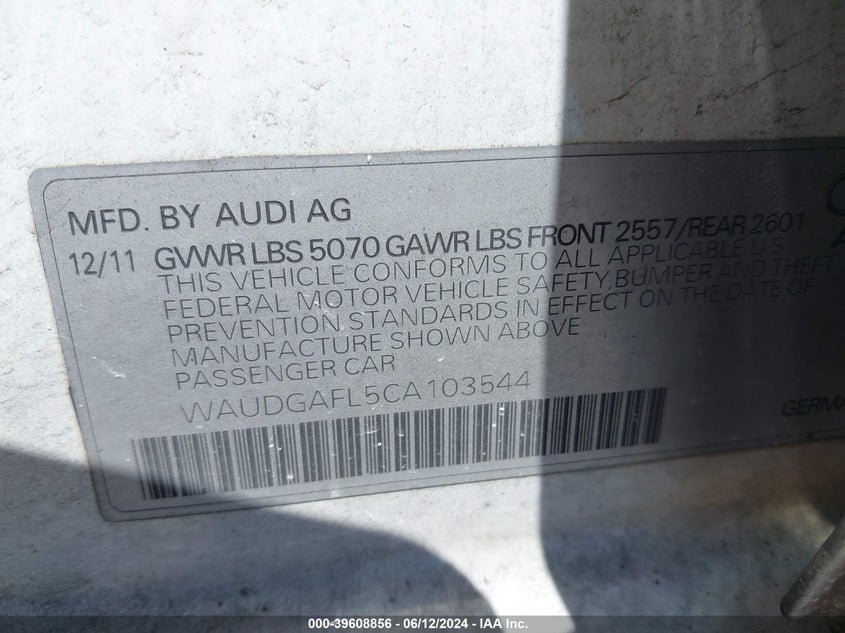 MFD. BY AUDI AG
12/11 GVWR LBS 5070 GAWR LBS FRONT 2557/REAR 2601
THIS VEHICLE CONFORMS TO ALL APPLICABLE U S
FEDERAL MOTOR VEHICLE SAFETY,BUMPER AND THEFT
PREVENTION STANDARDS IN EFFECT ON THE DATE OF
MANUFACTURE SHOWN ABOVE
PASSENGER CAR
WAUDGAFL5CA103544
000-39608856 - 06/12/2024 - IAA Inc.